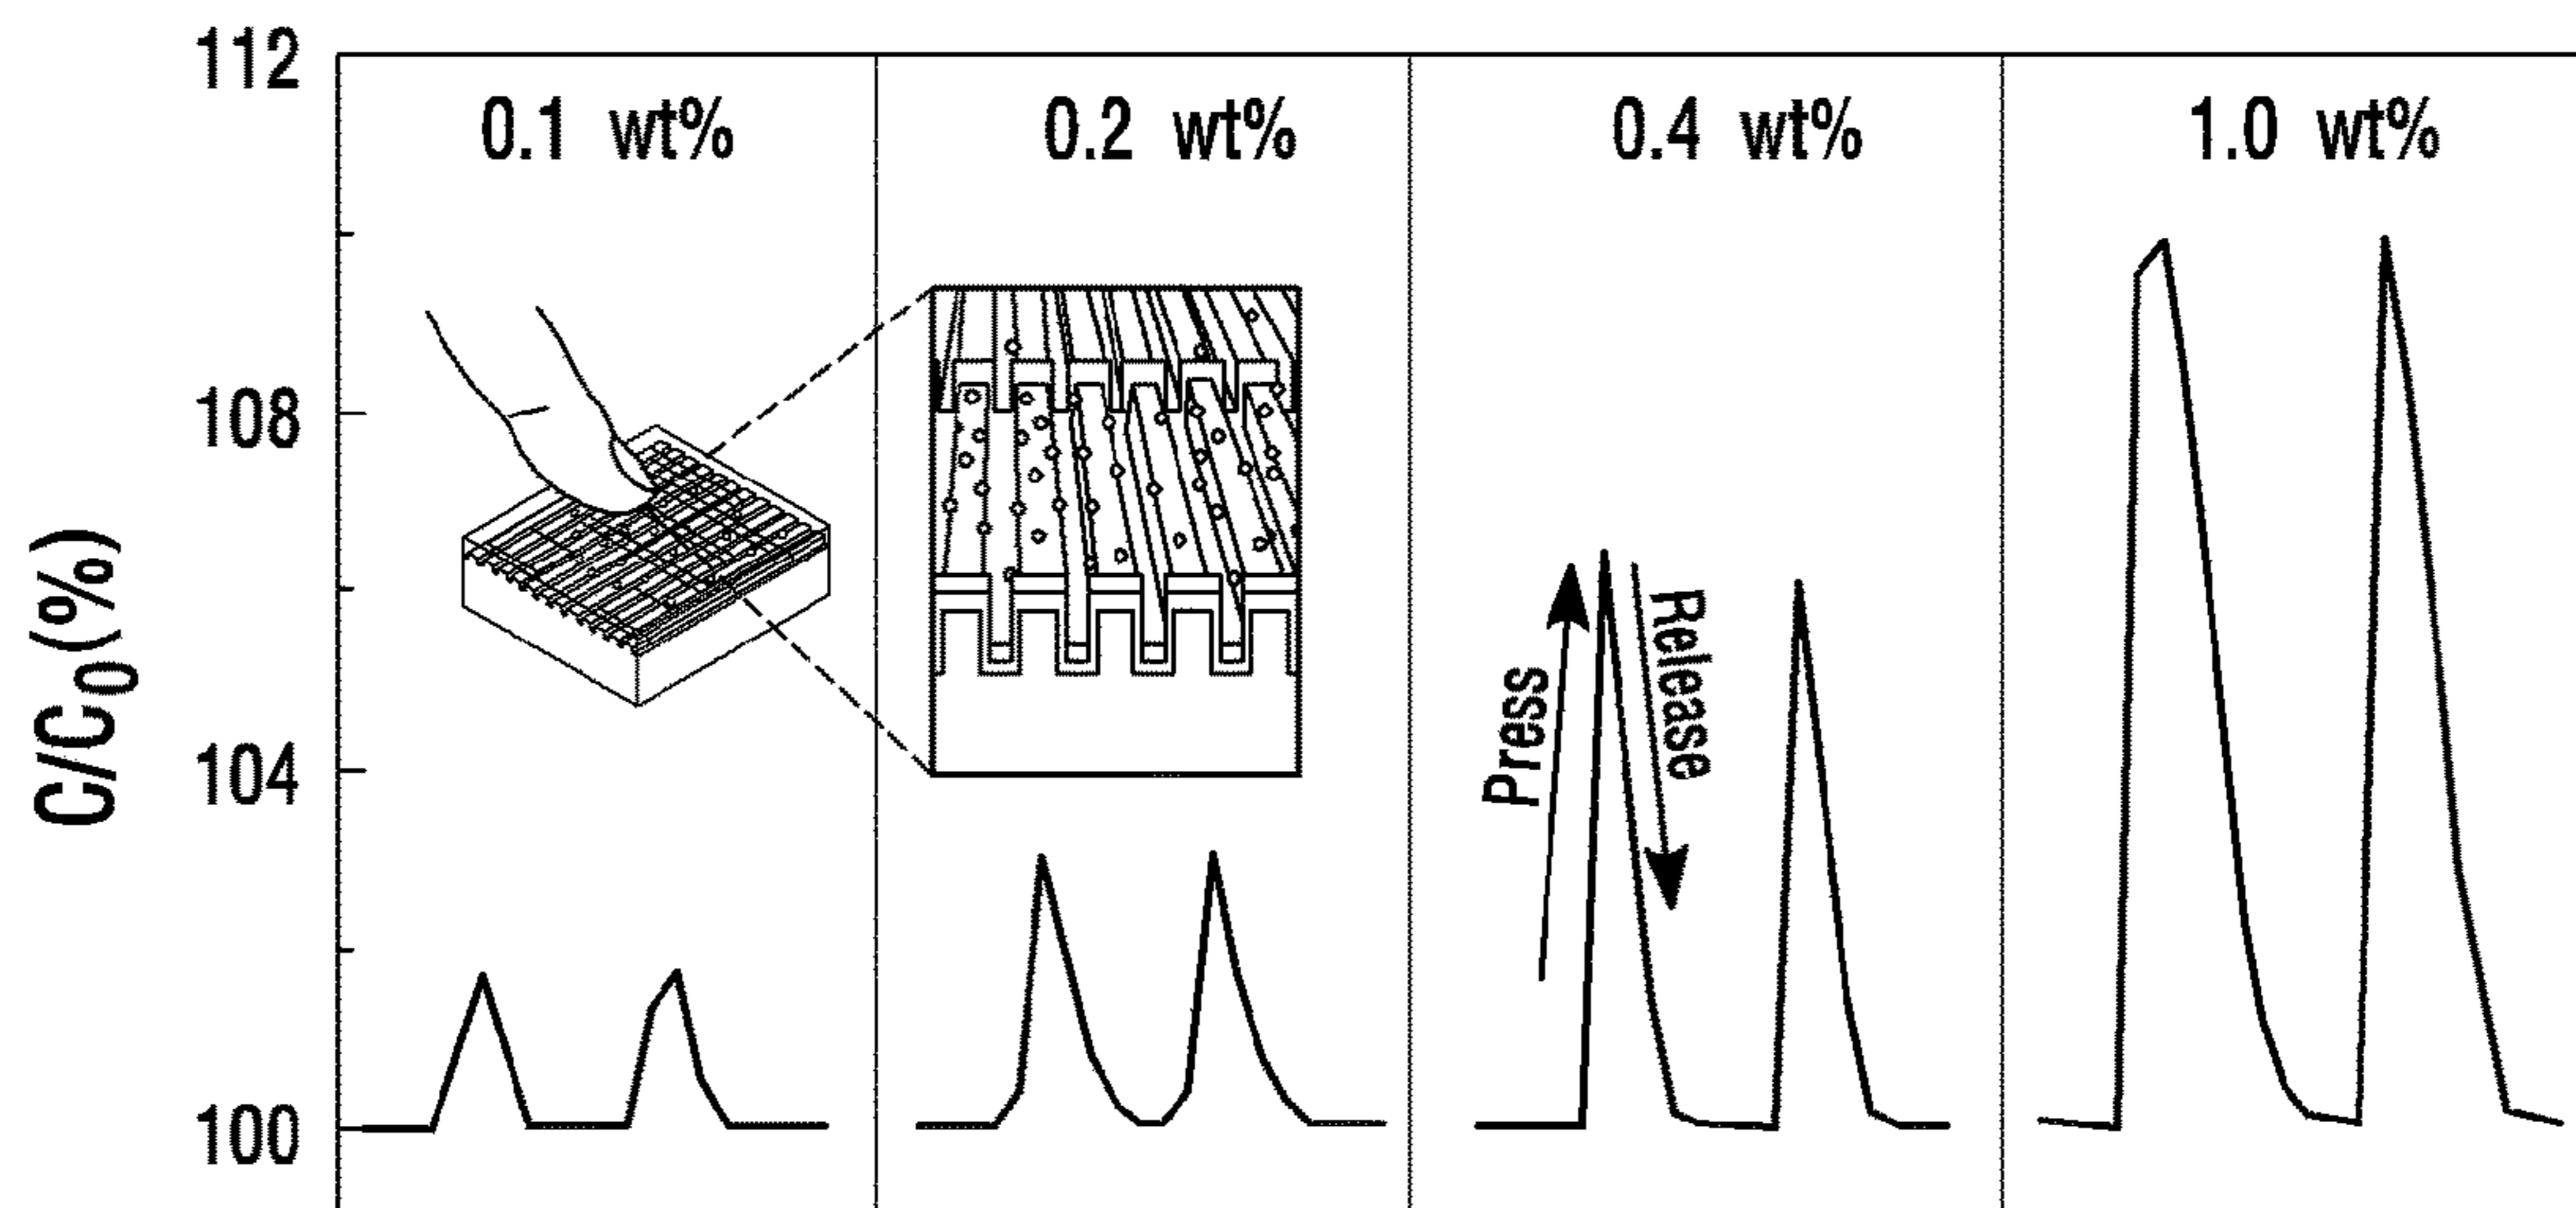 112
0.1 wt%
0.2 wt%
0.4 wt%
1.0 wt%
108
104
100
C/C₀(%)
Press
Release